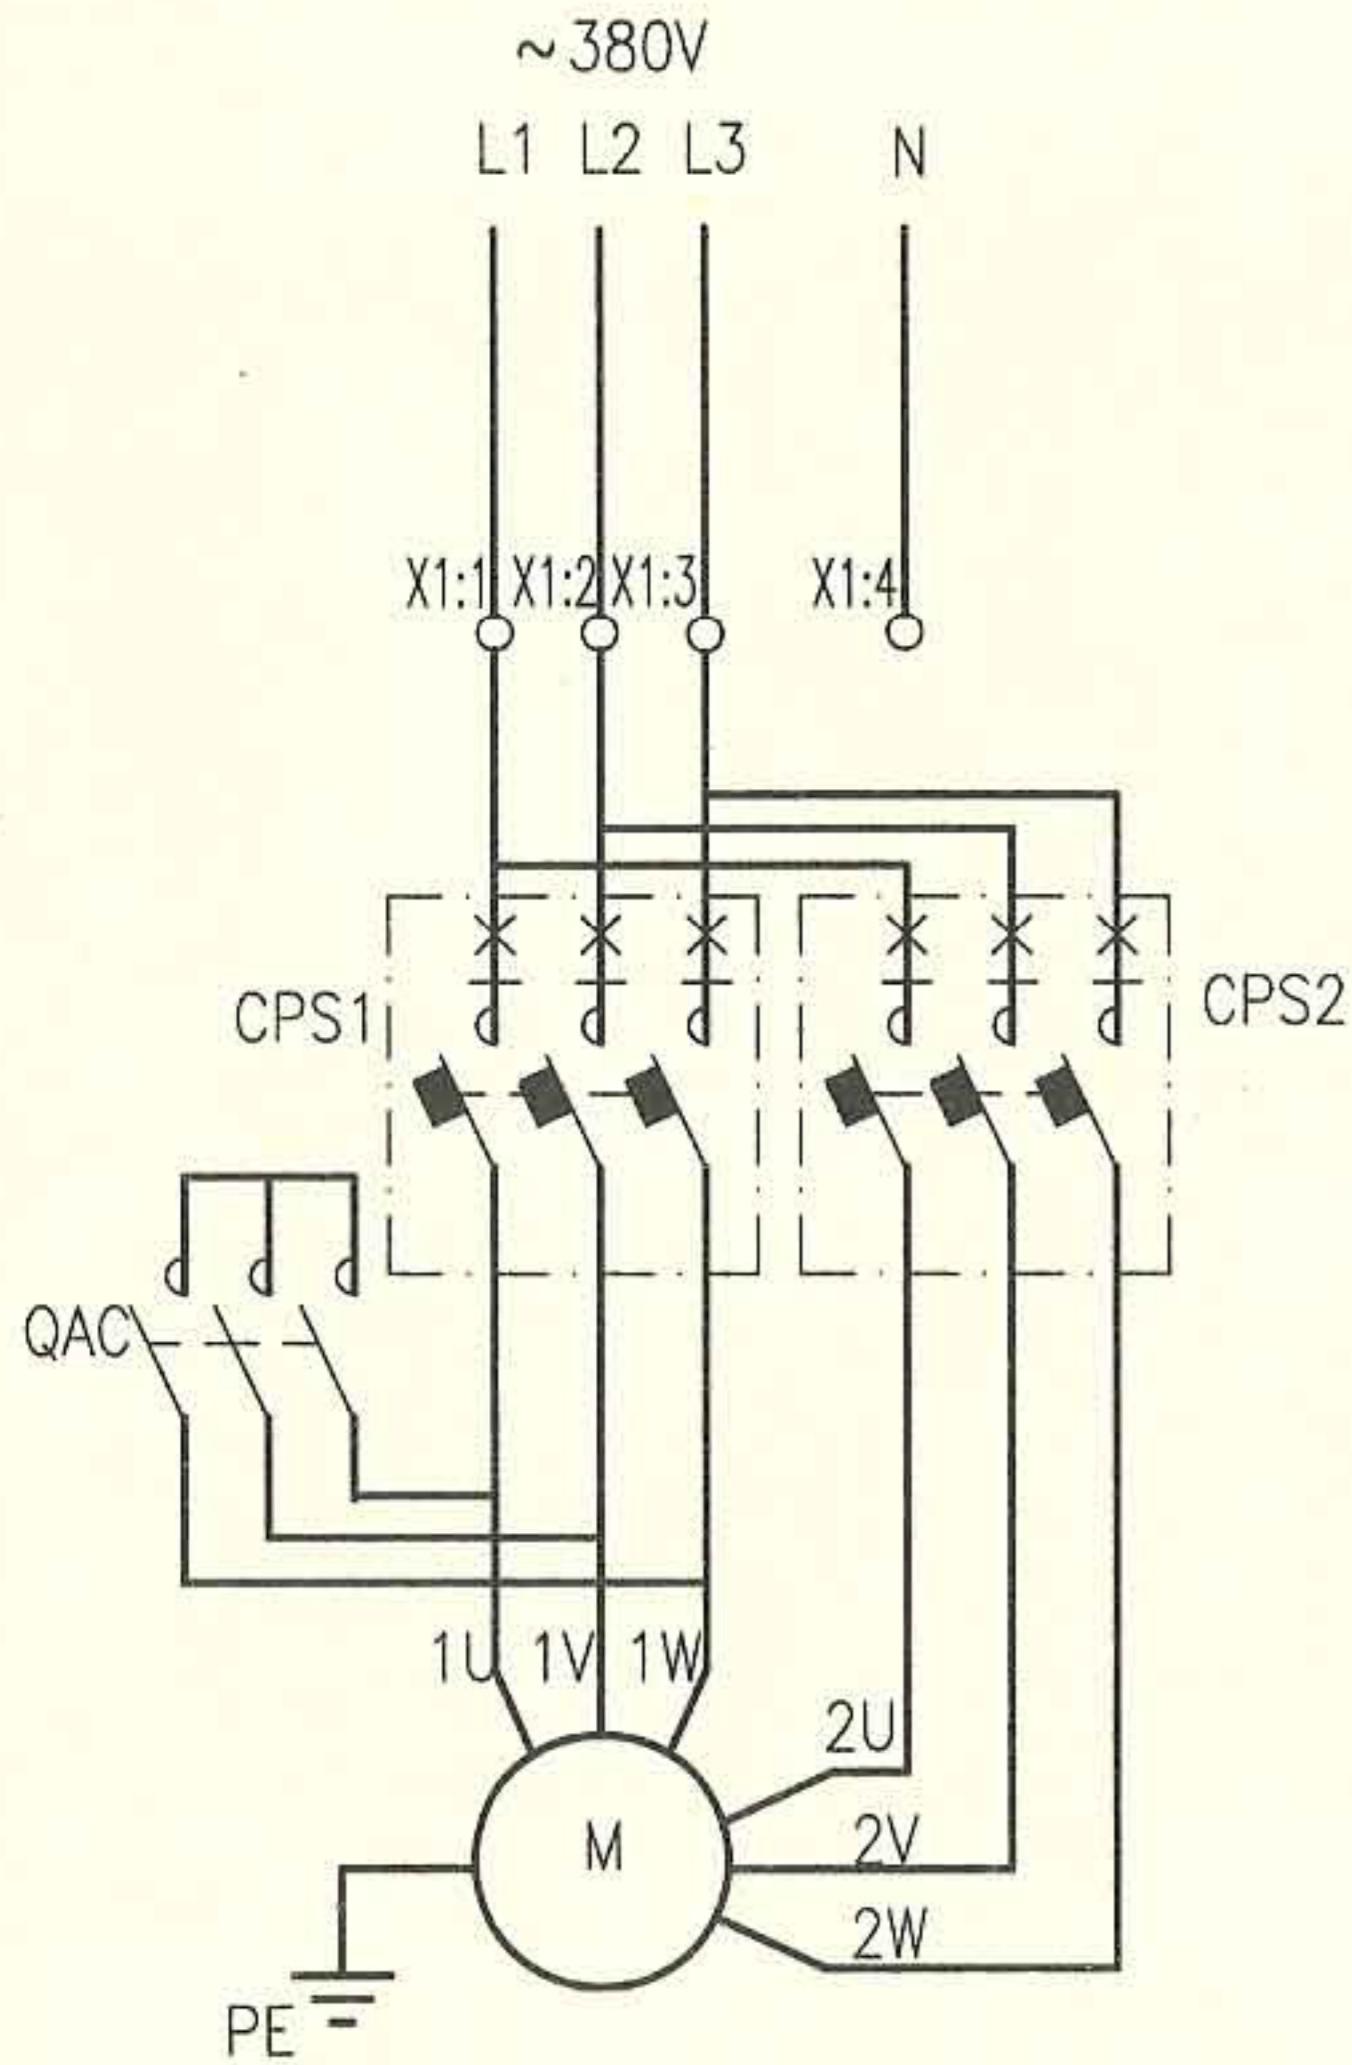 ~380V
L1 L2 L3 N
X1:1 X1:2 X1:3 X1:4
CPS1 CPS2
QAC
1U 1V 1W
2U
M
2V
2W
PE